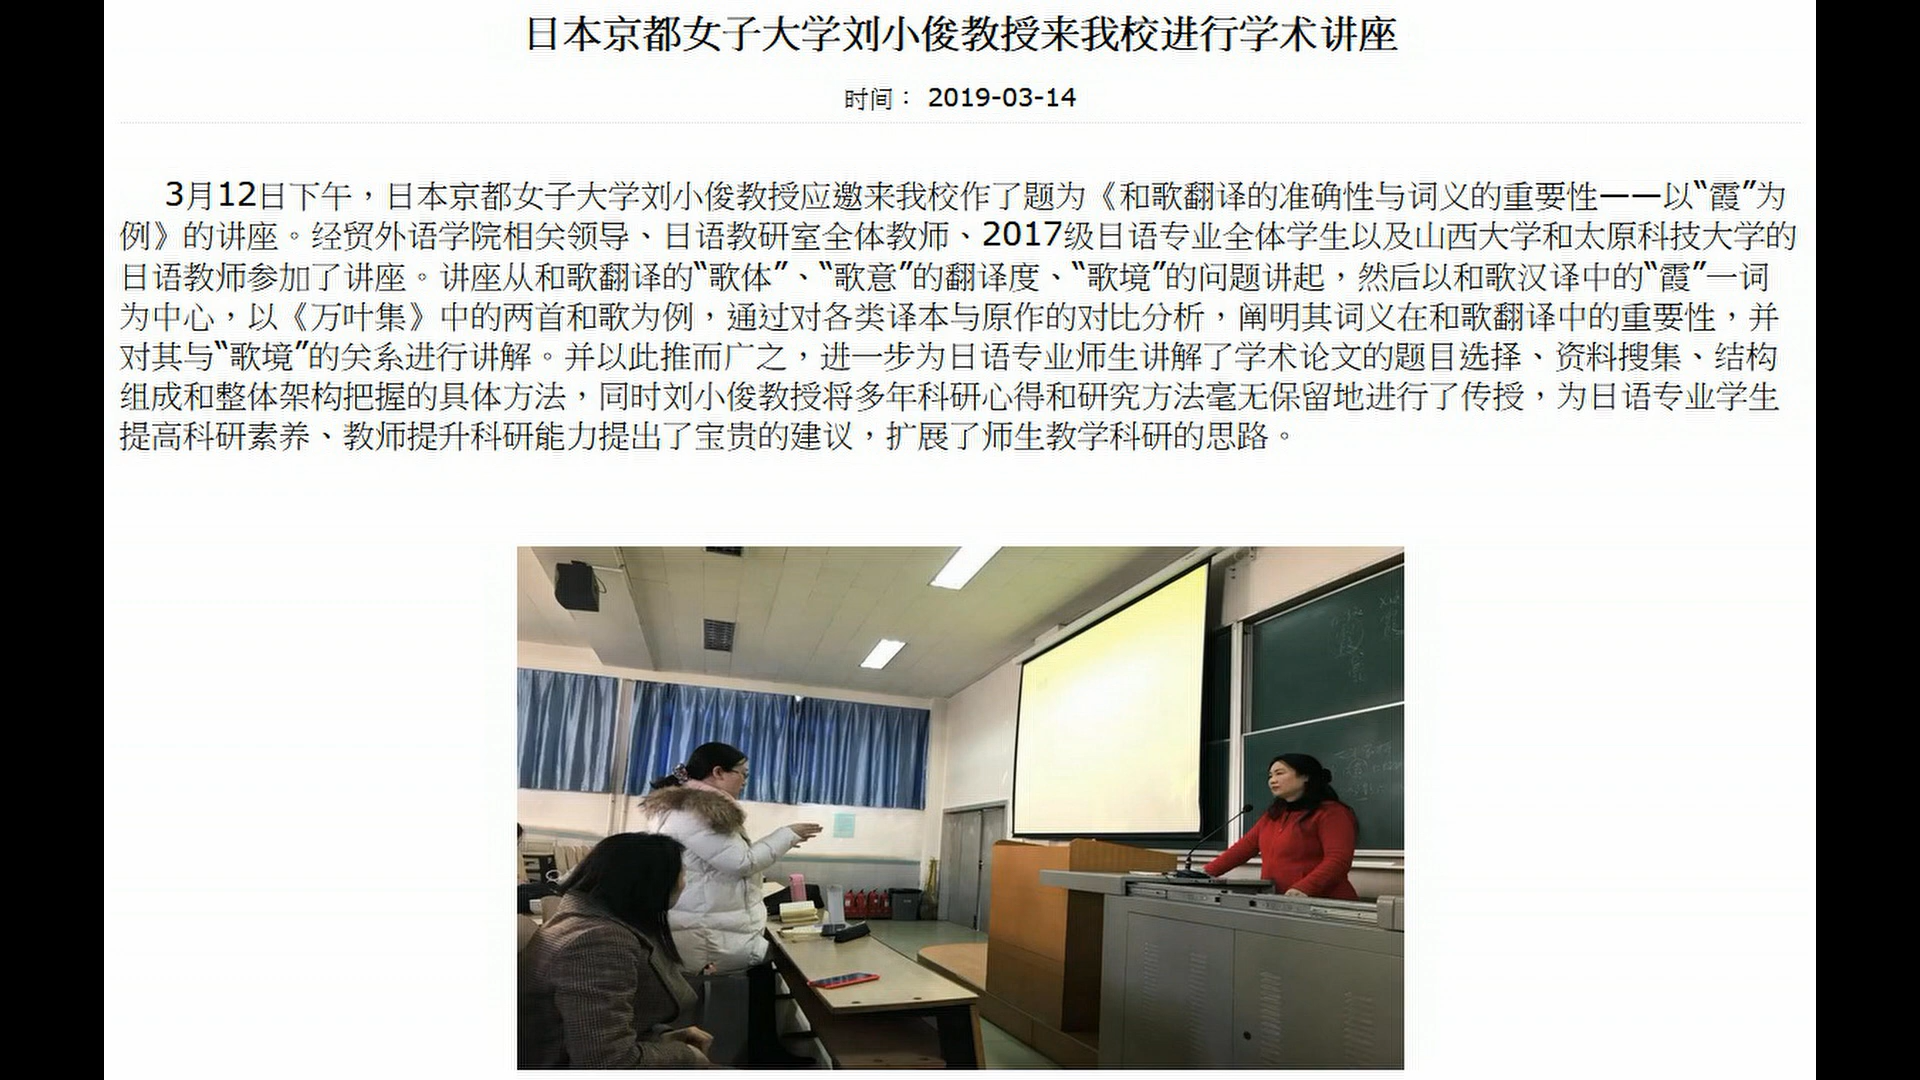 日本京都女子大学刘小俊教授来我校进行学术讲座
时间： 2019-03-14
3月12日下午，日本京都女子大学刘小俊教授应邀来我校作了题为《和歌翻译的准确性与词义的重要性——以“霞”为
例》的讲座。经贸外语学院相关领导、日语教研室全体教师、2017级日语专业全体学生以及山西大学和太原科技大学的
日语教师参加了讲座。讲座从和歌翻译的“歌体”、“歌意”的翻译度、“歌境”的问题讲起，然后以和歌汉译中的“霞”一词
为中心，以《万叶集》中的两首和歌为例，通过对各类译本与原作的对比分析，阐明其词义在和歌翻译中的重要性，并
对其与“歌境”的关系进行讲解。并以此推而广之，进一步为日语专业师生讲解了学术论文的题目选择、资料搜集、结构
组成和整体架构把握的具体方法，同时刘小俊教授将多年科研心得和研究方法毫无保留地进行了传授，为日语专业学生
提高科研素养、教师提升科研能力提出了宝贵的建议，扩展了师生教学科研的思路。